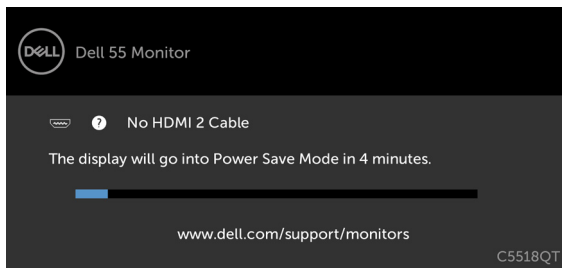 DELL Dell 55 Monitor
? No HDMI 2 Cable
The display will go into Power Save Mode in 4 minutes.
www.dell.com/support/monitors
C5518QT